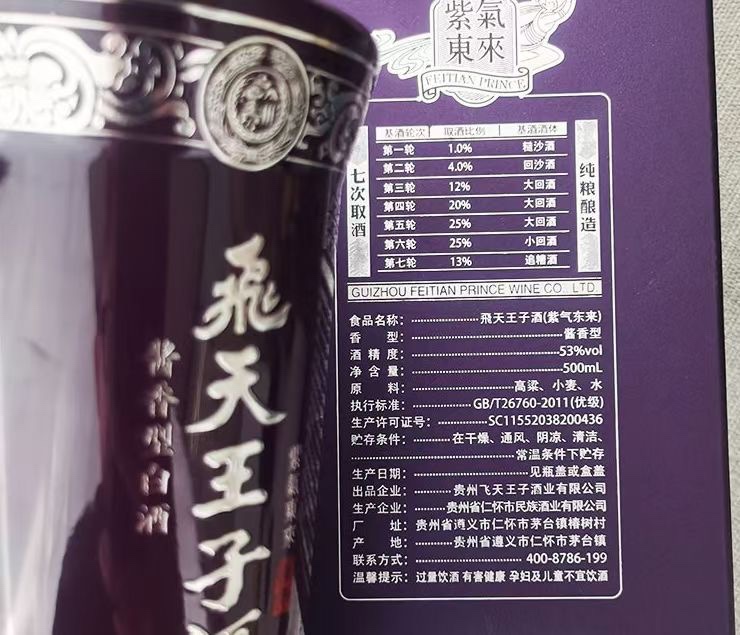 紫氣
東來
FEITIAN PRINCE
飛天王子
酱香型白酒
七次取酒
基酒轮次 取酒比例 基酒酒体
第一轮 1.0% 糙沙酒
第二轮 4.0% 回沙酒
第三轮 12% 大回酒
第四轮 20% 大回酒
第五轮 25% 大回酒
第六轮 25% 小回酒
第七轮 13% 追糟酒
纯粮酿造
GUIZHOU FEITIAN PRINCE WINE CO., LTD
食品名称：飛天王子酒(紫气东来)
香型：酱香型
酒精度：53%vol
净含量：500mL
原料：高粱、小麦、水
执行标准：GB/T26760-2011(优级)
生产许可证号：SC11552038200436
贮存条件：在干燥、通风、阴凉、清洁、
常温条件下贮存
生产日期：见瓶盖或盒盖
出品企业：贵州飞天王子酒业有限公司
生产企业：贵州省仁怀市民族酒业有限公司
厂址：贵州省遵义市仁怀市茅台镇椿树村
产地：贵州省遵义市仁怀市茅台镇
联系方式：400-8786-199
温馨提示：过量饮酒 有害健康 孕妇及儿童不宜饮酒